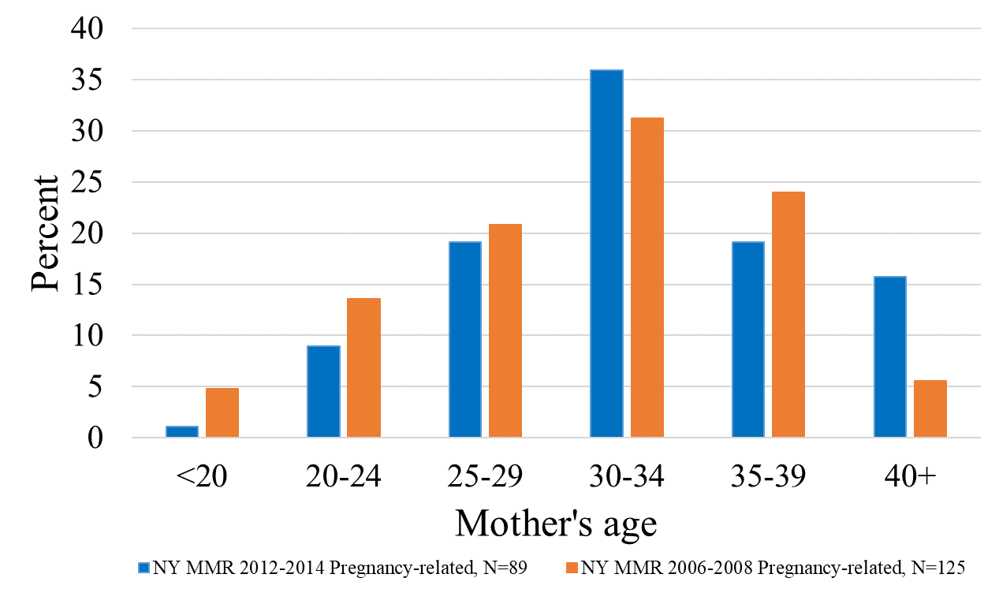 40
35
30
25
20
15
10
5
0
Percent
<20 20-24 25-29 30-34 35-39 40+
Mother's age
NY MMR 2012-2014 Pregnancy-related, N=89 NY MMR 2006-2008 Pregnancy-related, N=125